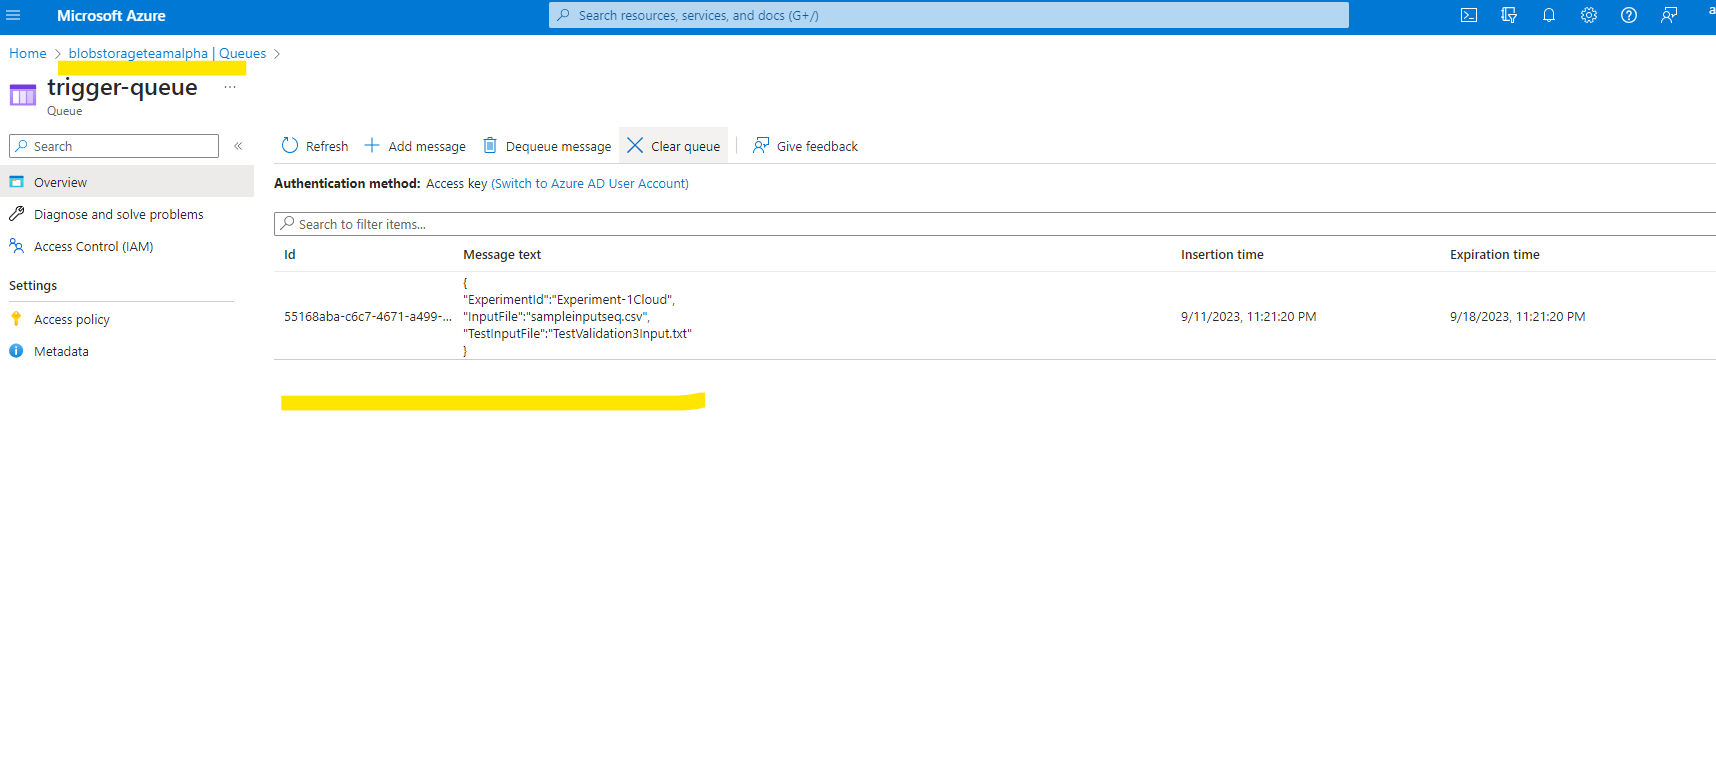 Microsoft Azure
Search resources, services, and docs (G+/)
a
Home > blobstorageteamalpha | Queues >
trigger-queue ...
Queue
Search «
Refresh Add message Dequeue message Clear queue Give feedback
Overview
Authentication method: Access key (Switch to Azure AD User Account)
Diagnose and solve problems
Search to filter items...
Access Control (IAM)
Id Message text Insertion time Expiration time
Settings
{
"ExperimentId":"Experiment-1Cloud",
55168aba-c6c7-4671-a499-... "InputFile":"sampleinputseq.csv", 9/11/2023, 11:21:20 PM 9/18/2023, 11:21:20 PM
"TestInputFile":"TestValidation3Input.txt"
}
Access policy
Metadata